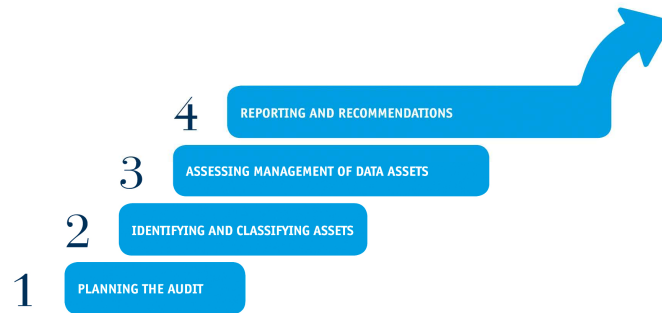 4 REPORTING AND RECOMMENDATIONS
3 ASSESSING MANAGEMENT OF DATA ASSETS
2 IDENTIFYING AND CLASSIFYING ASSETS
1 PLANNING THE AUDIT